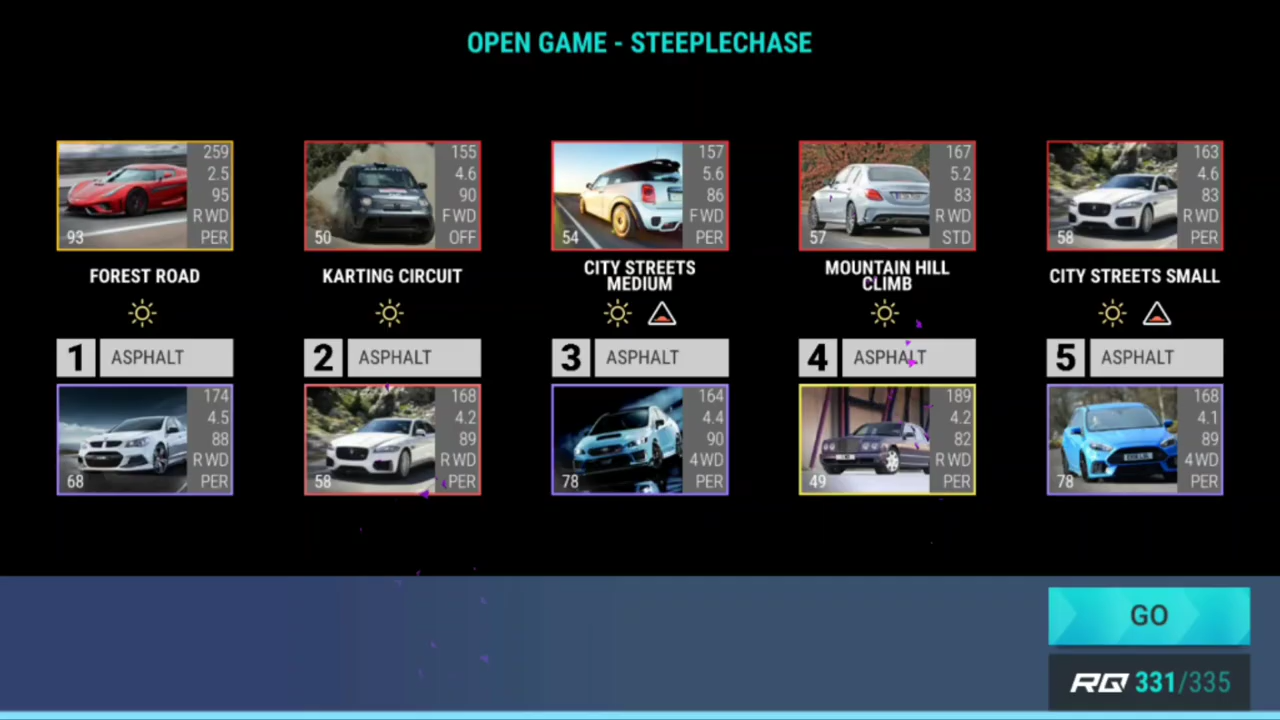 OPEN GAME - STEEPLECHASE
259
2.5
95
RWD
93 PER
155
4.6
90
FWD
50 OFF
157
5.6
86
FWD
54 PER
167
5.2
83
RWD
57 STD
163
4.6
83
RWD
58 PER
FOREST ROAD
KARTING CIRCUIT
CITY STREETS
MEDIUM
MOUNTAIN HILL
CLIMB
CITY STREETS SMALL
1 ASPHALT
2 ASPHALT
3 ASPHALT
4 ASPHALT
5 ASPHALT
174
4.5
88
RWD
68 PER
168
4.2
89
RWD
58 PER
164
4.4
90
4WD
78 PER
189
4.2
82
RWD
49 PER
168
4.1
89
4WD
78 PER
GO
RQ 331/335